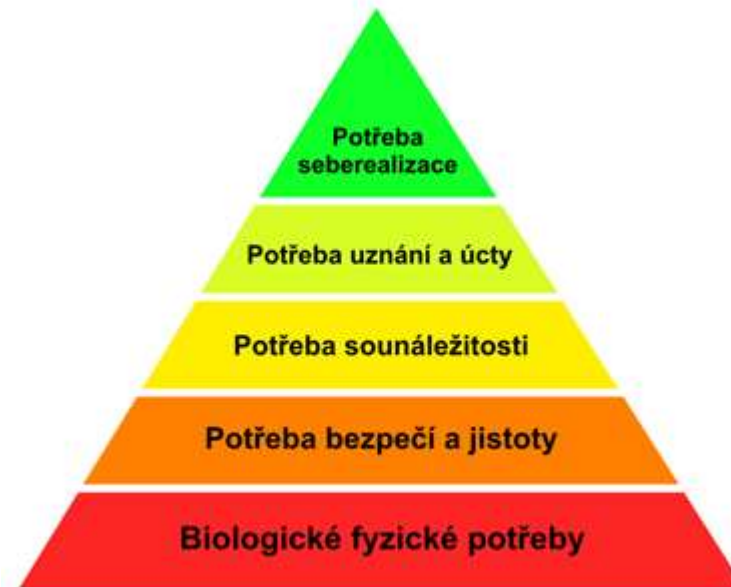 Potřeba
seberealizace
Potřeba uznání a úcty
Potřeba sounáležitosti
Potřeba bezpečí a jistoty
Biologické fyzické potřeby